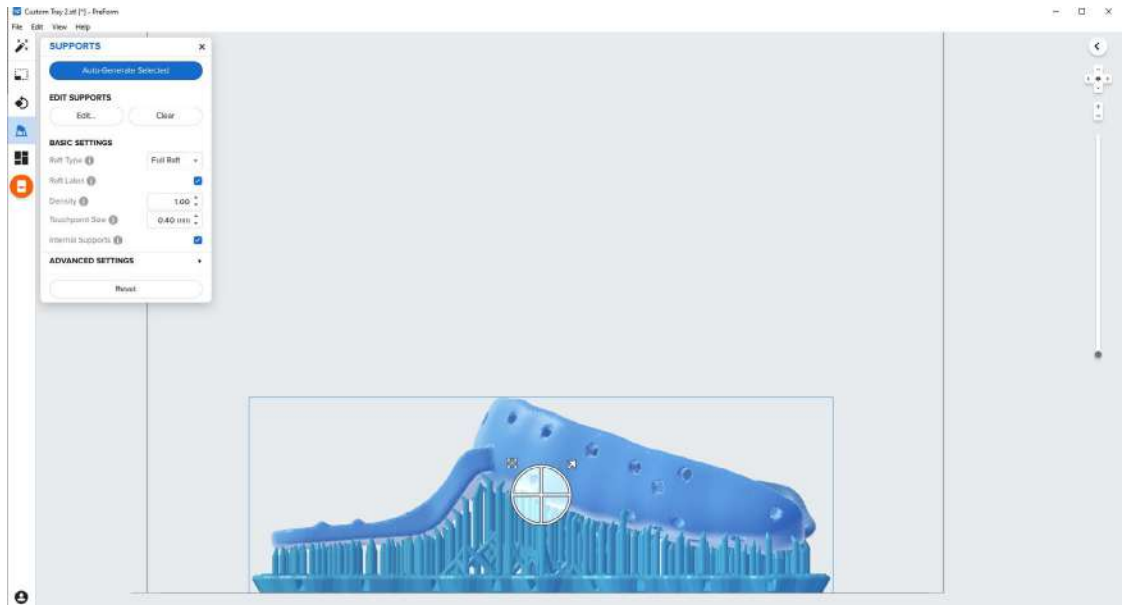 Custom Tray 2.stl [*] - PreForm
File Edit View Help
SUPPORTS
Auto-Generate Selected
EDIT SUPPORTS
Edit...
Clear
BASIC SETTINGS
Raft Type
Full Raft
Raft Label
Density
1.00
Touchpoint Size
0.40 mm
Internal Supports
ADVANCED SETTINGS
Reset